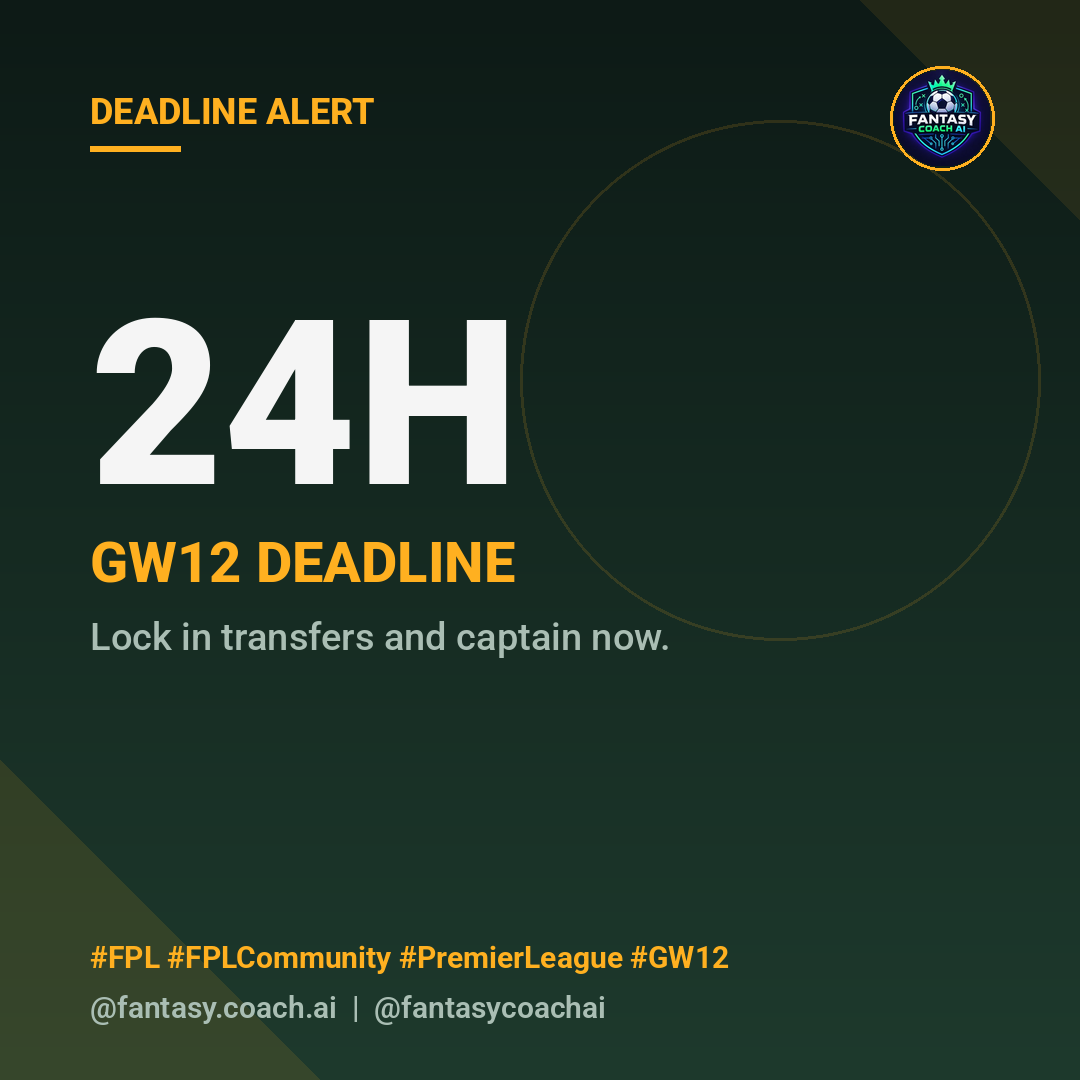 DEADLINE ALERT
FANTASY
COACH AI
24H
GW12 DEADLINE
Lock in transfers and captain now.
#FPL #FPLCommunity #PremierLeague #GW12
@fantasy.coach.ai | @fantasycoachai